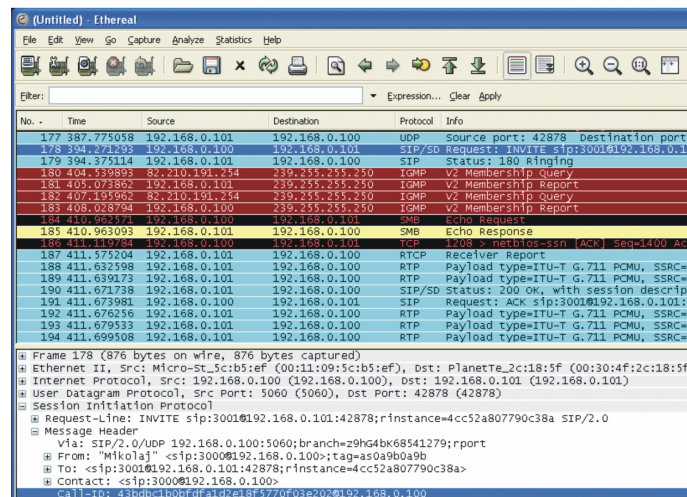 (Untitled) - Ethereal
File Edit View Go Capture Analyze Statistics Help
Filter: Expression... Clear Apply
No. . Time Source Destination Protocol Info
177 387.775058 192.168.0.101 192.168.0.100 UDP Source port: 42878 Destination port
178 394.271293 192.168.0.100 192.168.0.101 SIP/SD Request: INVITE sip:3001@192.168.0.1
179 394.375114 192.168.0.101 192.168.0.100 SIP Status: 180 Ringing
180 404.539893 82.210.191.254 239.255.255.250 IGMP V2 Membership Query
181 405.073862 192.168.0.101 239.255.255.250 IGMP V2 Membership Report
182 407.195962 82.210.191.254 239.255.255.250 IGMP V2 Membership Query
183 408.028794 192.168.0.101 239.255.255.250 IGMP V2 Membership Report
184 410.962571 192.168.0.101 192.168.0.100 SMB Echo Request
185 410.963093 192.168.0.100 192.168.0.101 SMB Echo Response
186 411.119784 192.168.0.101 192.168.0.100 TCP 1208 > netbios-ssn [ACK] Seq=1400 Ac
187 411.575204 192.168.0.101 192.168.0.100 RTCP Receiver Report
188 411.632598 192.168.0.101 192.168.0.100 RTP Payload type=ITU-T G.711 PCMU, SSRC=
189 411.639173 192.168.0.101 192.168.0.100 RTP Payload type=ITU-T G.711 PCMU, SSRC=
190 411.671738 192.168.0.101 192.168.0.100 SIP/SD Status: 200 OK, with session descrip
191 411.673981 192.168.0.100 192.168.0.101 SIP Request: ACK sip:3001@192.168.0.101:
192 411.676256 192.168.0.101 192.168.0.100 RTP Payload type=ITU-T G.711 PCMU, SSRC=
193 411.679533 192.168.0.101 192.168.0.100 RTP Payload type=ITU-T G.711 PCMU, SSRC=
194 411.699508 192.168.0.101 192.168.0.100 RTP Payload type=ITU-T G.711 PCMU, SSRC=
Frame 178 (876 bytes on wire, 876 bytes captured)
Ethernet II, Src: Micro-St_5c:b5:ef (00:11:09:5c:b5:ef), Dst: PlanetTe_2c:18:5f (00:30:4f:2c:18:5f
Internet Protocol, Src: 192.168.0.100 (192.168.0.100), Dst: 192.168.0.101 (192.168.0.101)
User Datagram Protocol, Src Port: 5060 (5060), Dst Port: 42878 (42878)
Session Initiation Protocol
Request-Line: INVITE sip:3001@192.168.0.101:42878;rinstance=4cc52a807790c38a SIP/2.0
Message Header
Via: SIP/2.0/UDP 192.168.0.100:5060;branch=z9hG4bK68541279;rport
From: "Mikolaj" <sip:3000@192.168.0.100>;tag=as0a9b0a9b
To: <sip:3001@192.168.0.101:42878;rinstance=4cc52a807790c38a>
Contact: <sip:3000@192.168.0.100>
Call-ID: 43bdbc1b0bfdfa1d2e18f5770f03e202@192.168.0.100